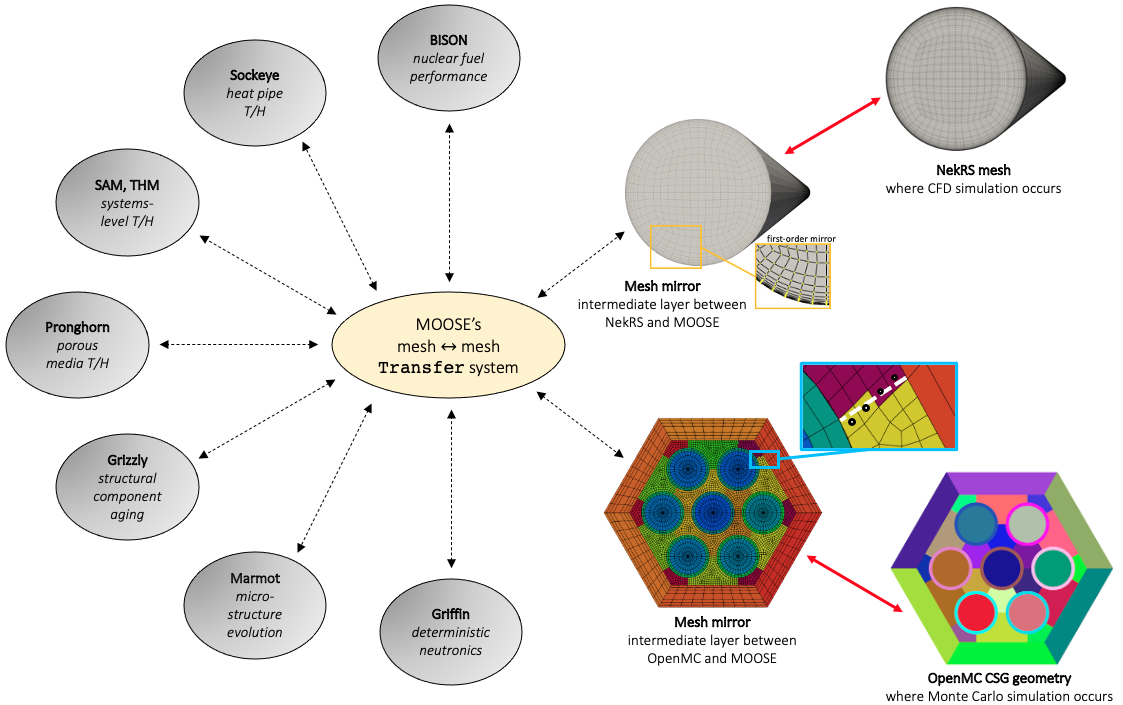 BISON
nuclear fuel
performance
Sockeye
heat pipe
T/H
SAM, THM
systems-
level T/H
Pronghorn
porous
media T/H
Grizzly
structural
component
aging
Marmot
micro-
structure
evolution
Griffin
deterministic
neutronics
MOOSE's
mesh ↔ mesh
Transfer system
first-order mirror
Mesh mirror
intermediate layer between
NekRS and MOOSE
NekRS mesh
where CFD simulation occurs
Mesh mirror
intermediate layer between
OpenMC and MOOSE
OpenMC CSG geometry
where Monte Carlo simulation occurs